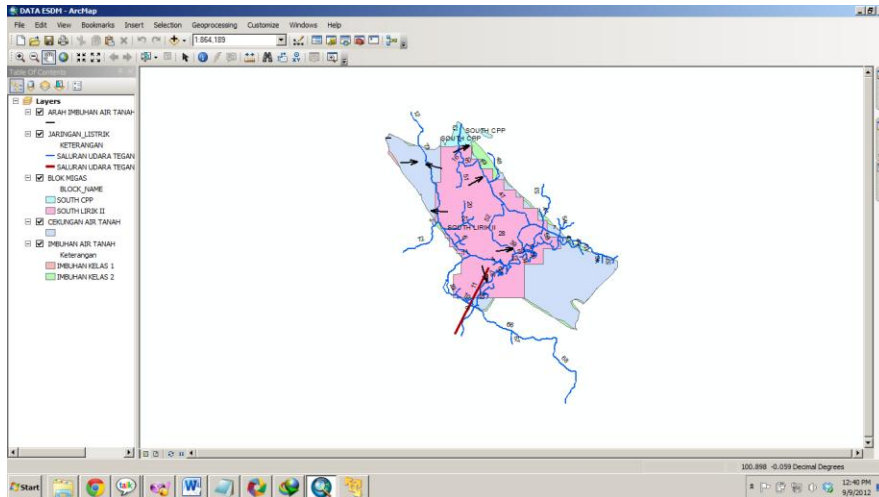 DATA ESDM - ArcMap
File Edit View Bookmarks Insert Selection Geoprocessing Customize Windows Help
1:864,189
Table Of Contents
Layers
ARAH IMBUHAN AIR TANAH
JARINGAN_LISTRIK
KETERANGAN
SALURAN UDARA TEGAN
SALURAN UDARA TEGAN
BLOK MIGAS
BLOCK_NAME
SOUTH CPP
SOUTH LIRIK II
CEKUNGAN AIR TANAH
IMBUHAN AIR TANAH
Keterangan
IMBUHAN KELAS 1
IMBUHAN KELAS 2
SOUTH CPP
SOUTH CPP
SOUTH LIRIK II
100.898 -0.059 Decimal Degrees
Start
talk
12:40 PM
9/9/2012